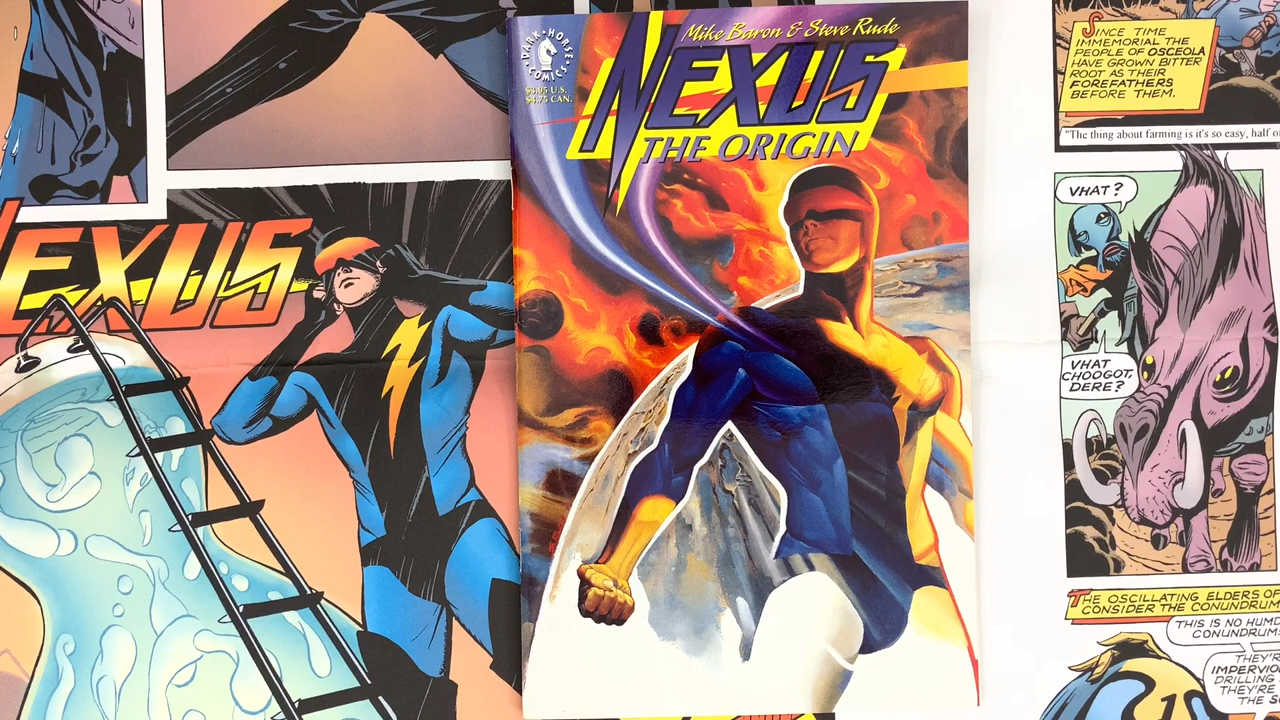 EXUS
Mike Baron & Steve Rude
DARK HORSE COMICS
$3.95 U.S.
$4.75 CAN.
NEXUS
THE ORIGIN
SINCE TIME
IMMEMORIAL THE
PEOPLE OF OSCEOLA
HAVE GROWN BITTER
ROOT AS THEIR
FOREFATHERS
BEFORE THEM.
"The thing about farming is it's so easy, half o
VHAT?
VHAT
CHOOGOT,
DERE?
THE OSCILLATING ELDERS OF
CONSIDER THE CONUNDRUM
THIS IS NO HUMD
CONUNDRUM
THEY'R
IMPERVIO
DRILLING
THEY'RE
THE S